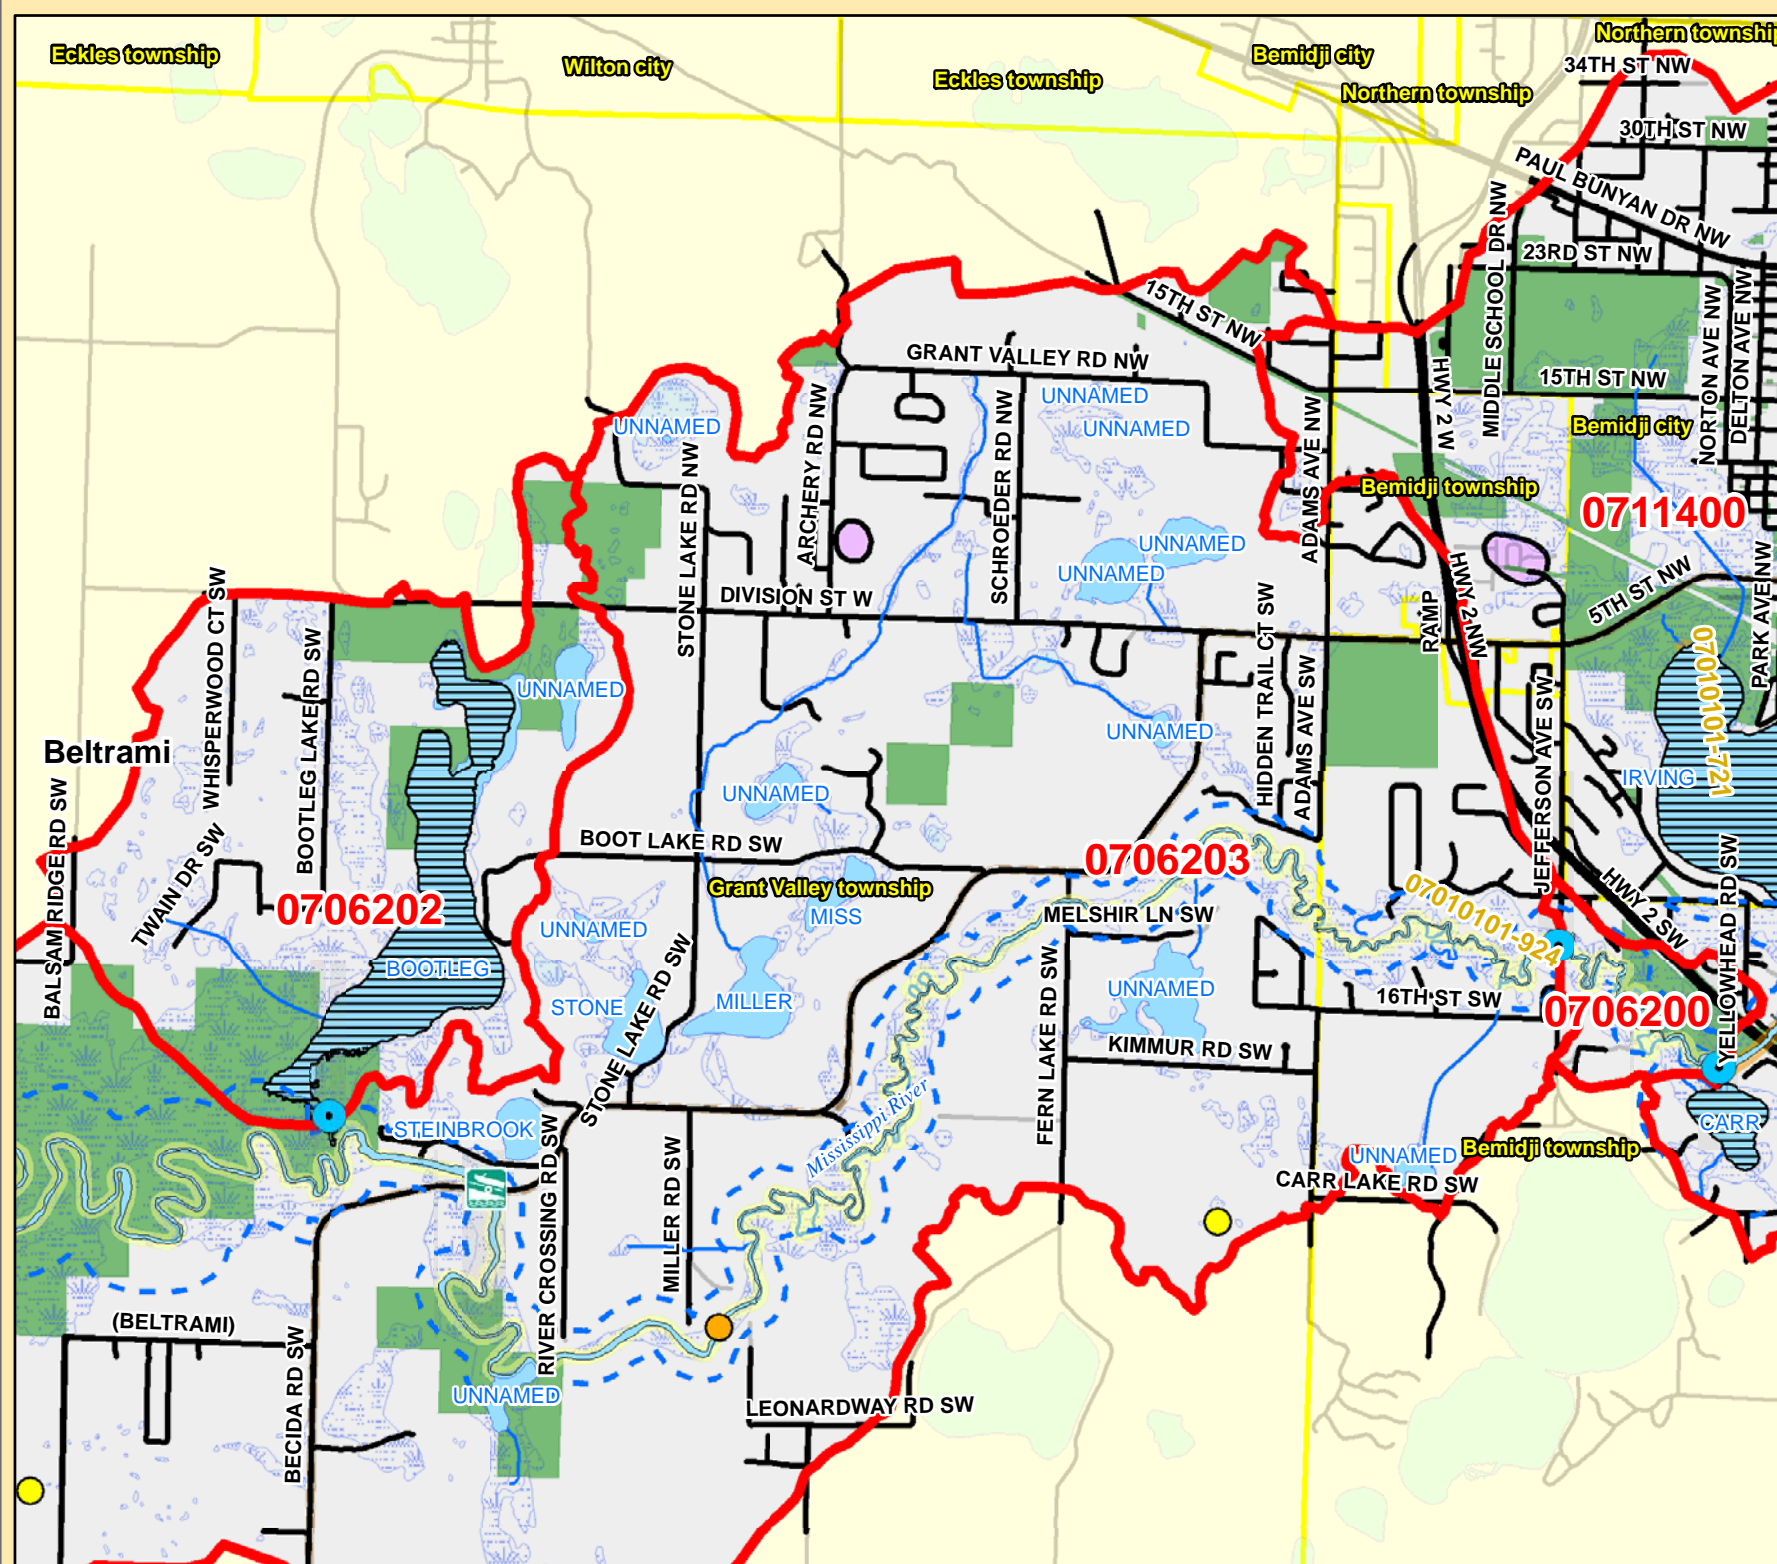 Northern township
Eckles township
Wilton city
Bemidji city
34TH ST NW
Eckles township
Northern township
30TH ST NW
PAUL BUNYAN DR NW
MIDDLE SCHOOL DR NW
23RD ST NW
15TH ST NW
GRANT VALLEY RD NW
HWY 2 W
15TH ST NW
NORTON AVE NW
DELTON AVE NW
UNNAMED
UNNAMED
UNNAMED
Bemidji city
STONE LAKE RD NW
ARCHERY RD NW
SCHROEDER RD NW
ADAMS AVE NW
Bemidji township
0711400
UNNAMED
UNNAMED
WHISPERWOOD CT SW
DIVISION ST W
HIDDEN TRAIL CT SW
RAMP
HWY 2 NW
5TH ST NW
PARK AVE NW
BOOTLEG LAKE RD SW
UNNAMED
07010101-721
ADAMS AVE SW
JEFFERSON AVE SW
UNNAMED
Beltrami
IRVING
BALSAM RIDGE RD SW
TWAIN DR SW
UNNAMED
BOOT LAKE RD SW
0706203
Grant Valley township
0706202
MISS
MELSHIR LN SW
07010101-924
HWY 2 SW
YELLOWHEAD RD SW
UNNAMED
BOOTLEG
STONE
STONE LAKE RD SW
MILLER
FERN LAKE RD SW
UNNAMED
16TH ST SW
0706200
KIMMUR RD SW
STEINBROOK
Mississippi River
CARR
UNNAMED
Bemidji township
CARR LAKE RD SW
RIVER CROSSING RD SW
MILLER RD SW
(BELTRAMI)
BECIDA RD SW
UNNAMED
LEONARDWAY RD SW